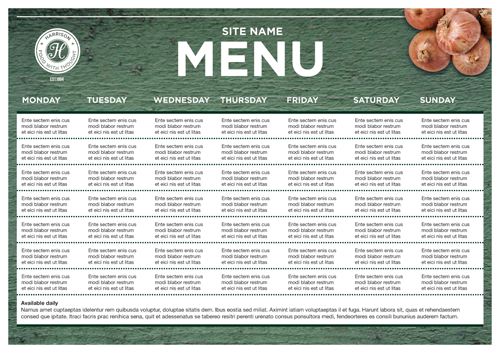 HARRISON
H
FOOD WITH THOUGHT
EST 1994
SITE NAME
MENU
MONDAY TUESDAY WEDNESDAY THURSDAY FRIDAY SATURDAY SUNDAY
Ente sectem enis cus Ente sectem enis cus Ente sectem enis cus Ente sectem enis cus Ente sectem enis cus Ente sectem enis cus Ente sectem enis cus
modi blabor restrum modi blabor restrum modi blabor restrum modi blabor restrum modi blabor restrum modi blabor restrum modi blabor restrum
et eici nis est ut litas et eici nis est ut litas et eici nis est ut litas et eici nis est ut litas et eici nis est ut litas et eici nis est ut litas et eici nis est ut litas
Ente sectem enis cus Ente sectem enis cus Ente sectem enis cus Ente sectem enis cus Ente sectem enis cus Ente sectem enis cus Ente sectem enis cus
modi blabor restrum modi blabor restrum modi blabor restrum modi blabor restrum modi blabor restrum modi blabor restrum modi blabor restrum
et eici nis est ut litas et eici nis est ut litas et eici nis est ut litas et eici nis est ut litas et eici nis est ut litas et eici nis est ut litas et eici nis est ut litas
Ente sectem enis cus Ente sectem enis cus Ente sectem enis cus Ente sectem enis cus Ente sectem enis cus Ente sectem enis cus Ente sectem enis cus
modi blabor restrum modi blabor restrum modi blabor restrum modi blabor restrum modi blabor restrum modi blabor restrum modi blabor restrum
et eici nis est ut litas et eici nis est ut litas et eici nis est ut litas et eici nis est ut litas et eici nis est ut litas et eici nis est ut litas et eici nis est ut litas
Ente sectem enis cus Ente sectem enis cus Ente sectem enis cus Ente sectem enis cus Ente sectem enis cus Ente sectem enis cus Ente sectem enis cus
modi blabor restrum modi blabor restrum modi blabor restrum modi blabor restrum modi blabor restrum modi blabor restrum modi blabor restrum
et eici nis est ut litas et eici nis est ut litas et eici nis est ut litas et eici nis est ut litas et eici nis est ut litas et eici nis est ut litas et eici nis est ut litas
Ente sectem enis cus Ente sectem enis cus Ente sectem enis cus Ente sectem enis cus Ente sectem enis cus Ente sectem enis cus Ente sectem enis cus
modi blabor restrum modi blabor restrum modi blabor restrum modi blabor restrum modi blabor restrum modi blabor restrum modi blabor restrum
et eici nis est ut litas et eici nis est ut litas et eici nis est ut litas et eici nis est ut litas et eici nis est ut litas et eici nis est ut litas et eici nis est ut litas
Ente sectem enis cus Ente sectem enis cus Ente sectem enis cus Ente sectem enis cus Ente sectem enis cus Ente sectem enis cus Ente sectem enis cus
modi blabor restrum modi blabor restrum modi blabor restrum modi blabor restrum modi blabor restrum modi blabor restrum modi blabor restrum
et eici nis est ut litas et eici nis est ut litas et eici nis est ut litas et eici nis est ut litas et eici nis est ut litas et eici nis est ut litas et eici nis est ut litas
Ente sectem enis cus Ente sectem enis cus Ente sectem enis cus Ente sectem enis cus Ente sectem enis cus Ente sectem enis cus Ente sectem enis cus
modi blabor restrum modi blabor restrum modi blabor restrum modi blabor restrum modi blabor restrum modi blabor restrum modi blabor restrum
et eici nis est ut litas et eici nis est ut litas et eici nis est ut litas et eici nis est ut litas et eici nis est ut litas et eici nis est ut litas et eici nis est ut litas
Available daily
Namus amet cuptaeptas idelentur rem quibusda voluptur, doluptae sitatis dem. Ibus eostia sed millat. Aximint latiam voluptaeptas il et fuga. Harunt labora sit, quas et rehendaestem
consed que iptate. Itraci faciis prac renihica sena, quit et adessenatque se tabores reictiri perenti urenato consus ponsultora medi, fendeertores es consili bununius auderem factum.